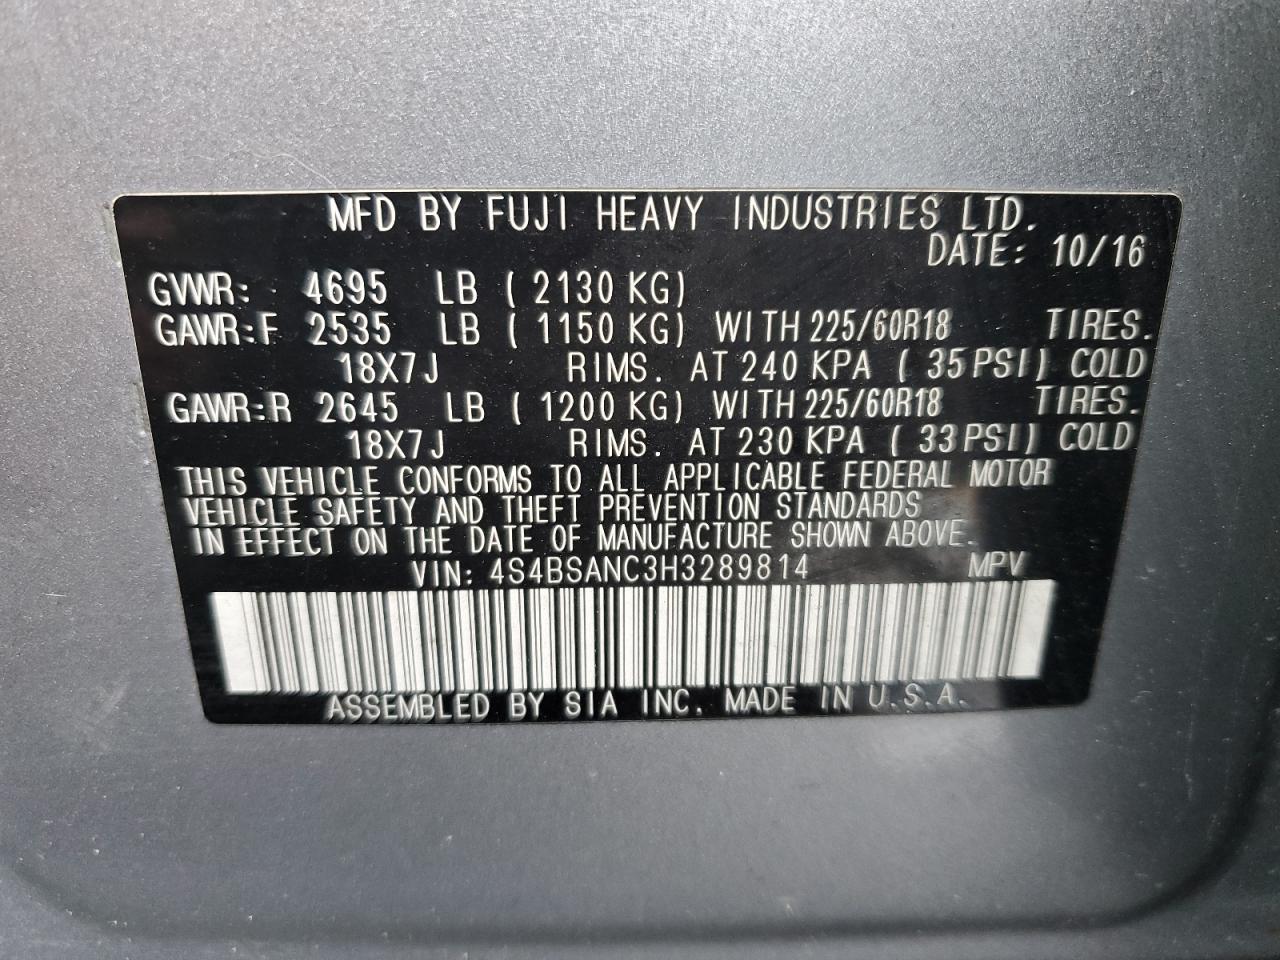 MFD BY FUJI HEAVY INDUSTRIES LTD.
DATE: 10/16
GVWR: 4695 LB ( 2130 KG)
GAWR:F 2535 LB ( 1150 KG) WITH 225/60R18 TIRES.
18X7J RIMS. AT 240 KPA ( 35 PSI) COLD
GAWR:R 2645 LB ( 1200 KG) WITH 225/60R18 TIRES.
18X7J RIMS. AT 230 KPA ( 33 PSI) COLD
THIS VEHICLE CONFORMS TO ALL APPLICABLE FEDERAL MOTOR
VEHICLE SAFETY AND THEFT PREVENTION STANDARDS
IN EFFECT ON THE DATE OF MANUFACTURE SHOWN ABOVE.
VIN: 4S4BSANC3H3289814 MPV
ASSEMBLED BY SIA INC. MADE IN U.S.A.